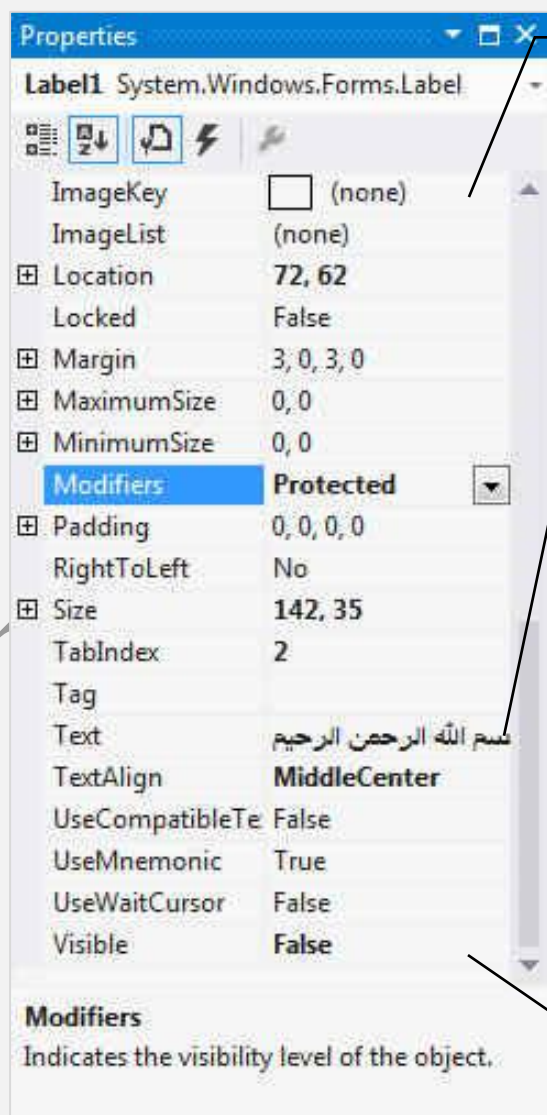 Properties
Label1 System.Windows.Forms.Label
ImageKey (none)
ImageList (none)
Location 72, 62
Locked False
Margin 3, 0, 3, 0
MaximumSize 0, 0
MinimumSize 0, 0
Modifiers Protected
Padding 0, 0, 0, 0
RightToLeft No
Size 142, 35
TabIndex 2
Tag
Text سم الله الرحمن الرحيم
TextAlign MiddleCenter
UseCompatibleTe False
UseMnemonic True
UseWaitCursor False
Visible False
Modifiers
Indicates the visibility level of the object.